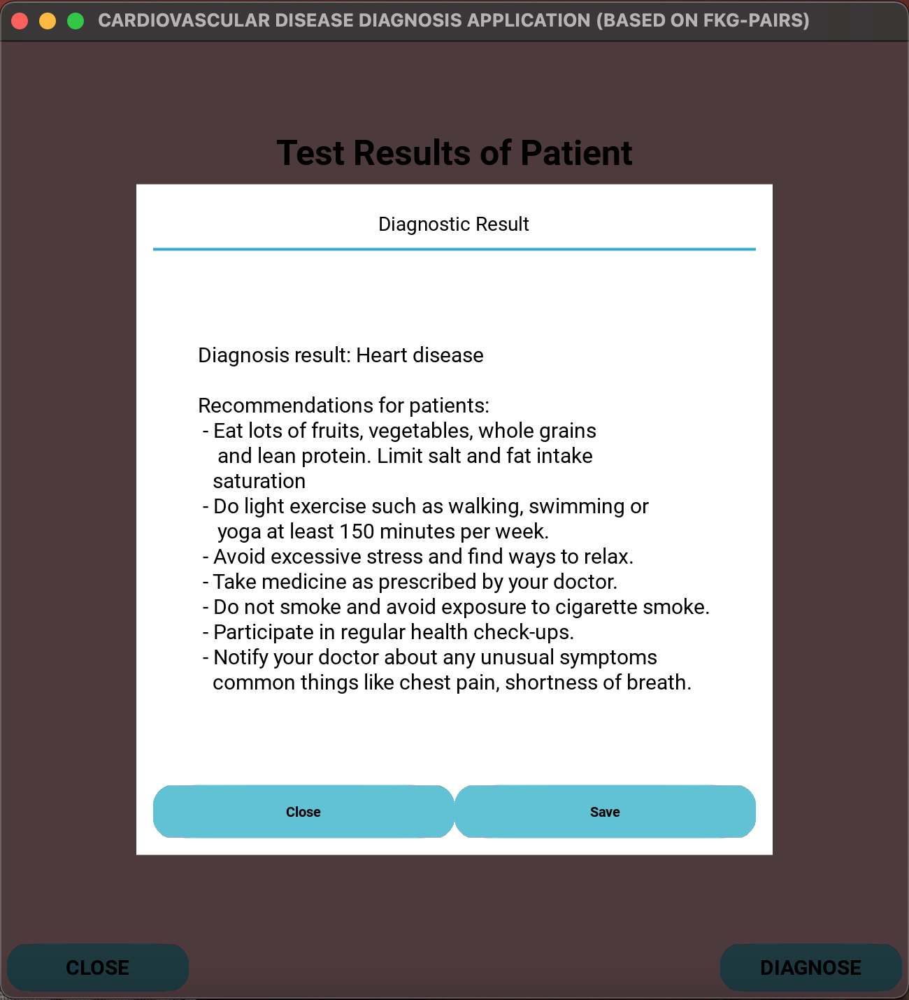 CARDIOVASCULAR DISEASE DIAGNOSIS APPLICATION (BASED ON FKG-PAIRS)
Test Results of Patient
Diagnostic Result
Diagnosis result: Heart disease
Recommendations for patients:
- Eat lots of fruits, vegetables, whole grains
and lean protein. Limit salt and fat intake
saturation
- Do light exercise such as walking, swimming or
yoga at least 150 minutes per week.
- Avoid excessive stress and find ways to relax.
- Take medicine as prescribed by your doctor.
- Do not smoke and avoid exposure to cigarette smoke.
- Participate in regular health check-ups.
- Notify your doctor about any unusual symptoms
common things like chest pain, shortness of breath.
Close
Save
CLOSE
DIAGNOSE